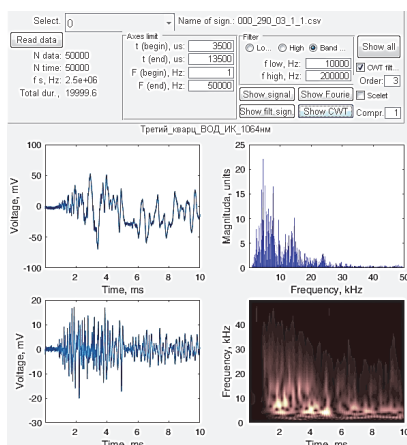 Select. 0 Name of sign.: 000_290_03_1_1.csv
Read data
N data: 50000
N time: 50000
f s, Hz: 2.5e+06
Total dur., 19999.6
Axes limit
t (begin), us: 3500
t (end), us: 13500
F (begin), Hz: 1
F (end), Hz: 50000
Filter
Lo... High Band ...
f low, Hz: 10000
f high, Hz: 200000
Show all
CWT filt...
Order: 3
Show signal Show Fourie Scelet
Show filt.sign. Show CWT Compr. 1
Третий_кварц_ВОД_ИК_1064нм
Voltage, mV
100
50
0
-50
-100
2 4 6 8 10
Time, ms
Magnituda, units
25
20
15
10
5
0
10 20 30 40 50
Frequency, kHz
Voltage, mV
20
10
0
-10
-20
-30
2 4 6 8 10
Time, ms
Frequency, kHz
40
30
20
10
0
2 4 6 8 10
Time, ms